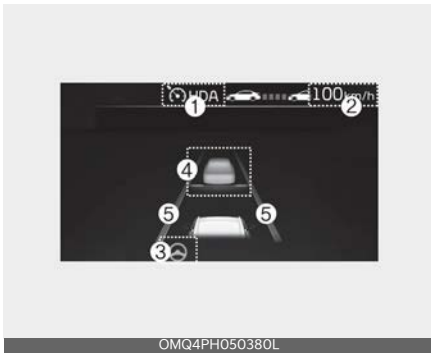 HDA 100km/h
① ②
④
⑤ ⑤
③
OMQ4PH050380L